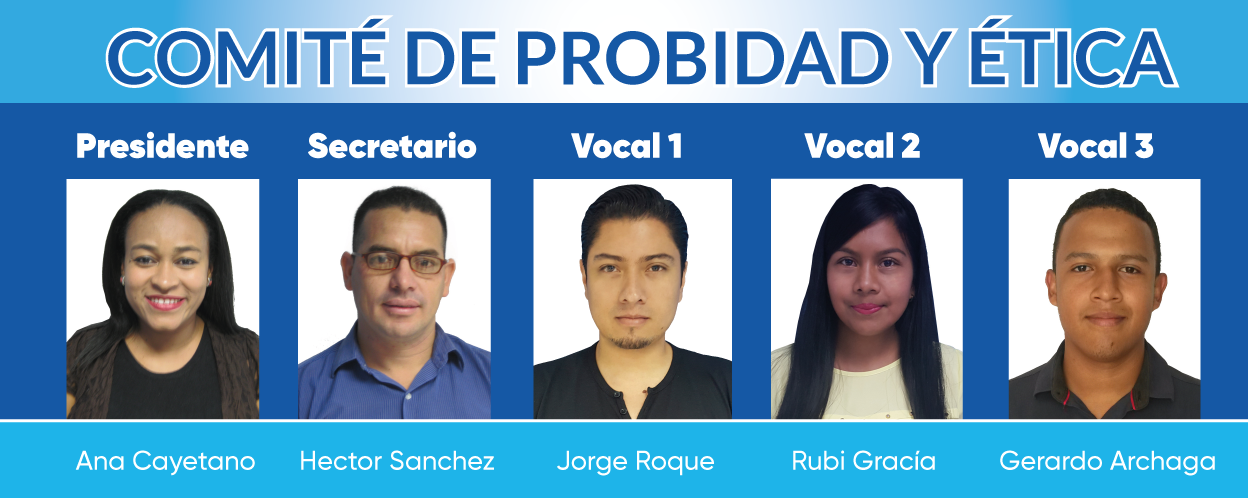 COMITÉ DE PROBIDAD Y ÉTICA
Presidente Secretario Vocal 1 Vocal 2 Vocal 3
Ana Cayetano Hector Sanchez Jorge Roque Rubi Gracía Gerardo Archaga